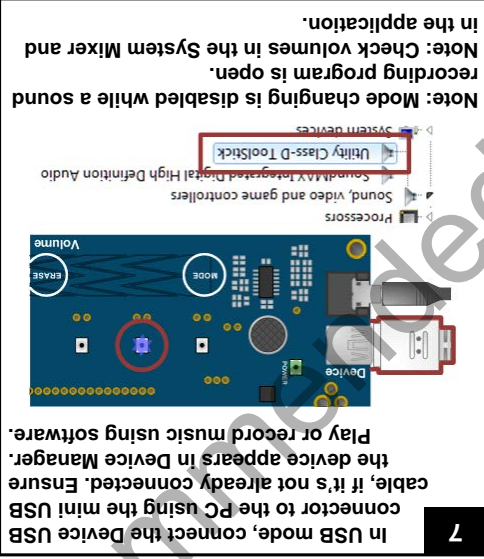 7
In USB mode, connect the Device USB
connector to the PC using the mini USB
cable, if it's not already connected. Ensure
the device appears in Device Manager.
Play or record music using software.
Device
POWER
MODE
ERASE
Volume
Processors
Sound, video and game controllers
SoundMAX Integrated Digital High Definition Audio
Utility Class-D ToolStick
System devices
Note: Mode changing is disabled while a sound
recording program is open.
Note: Check volumes in the System Mixer and
in the application.
mmended